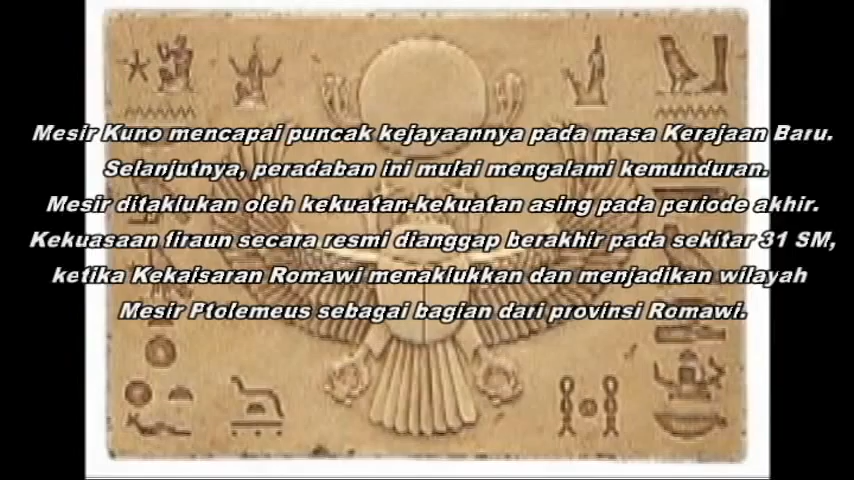 Mesir Kuno mencapai puncak kejayaannya pada masa Kerajaan Baru.
Selanjutnya, peradaban ini mulai mengalami kemunduran.
Mesir ditaklukan oleh kekuatan-kekuatan asing pada periode akhir.
Kekuasaan firaun secara resmi dianggap berakhir pada sekitar 31 SM,
ketika Kekaisaran Romawi menaklukkan dan menjadikan wilayah
Mesir Ptolemeus sebagai bagian dari provinsi Romawi.